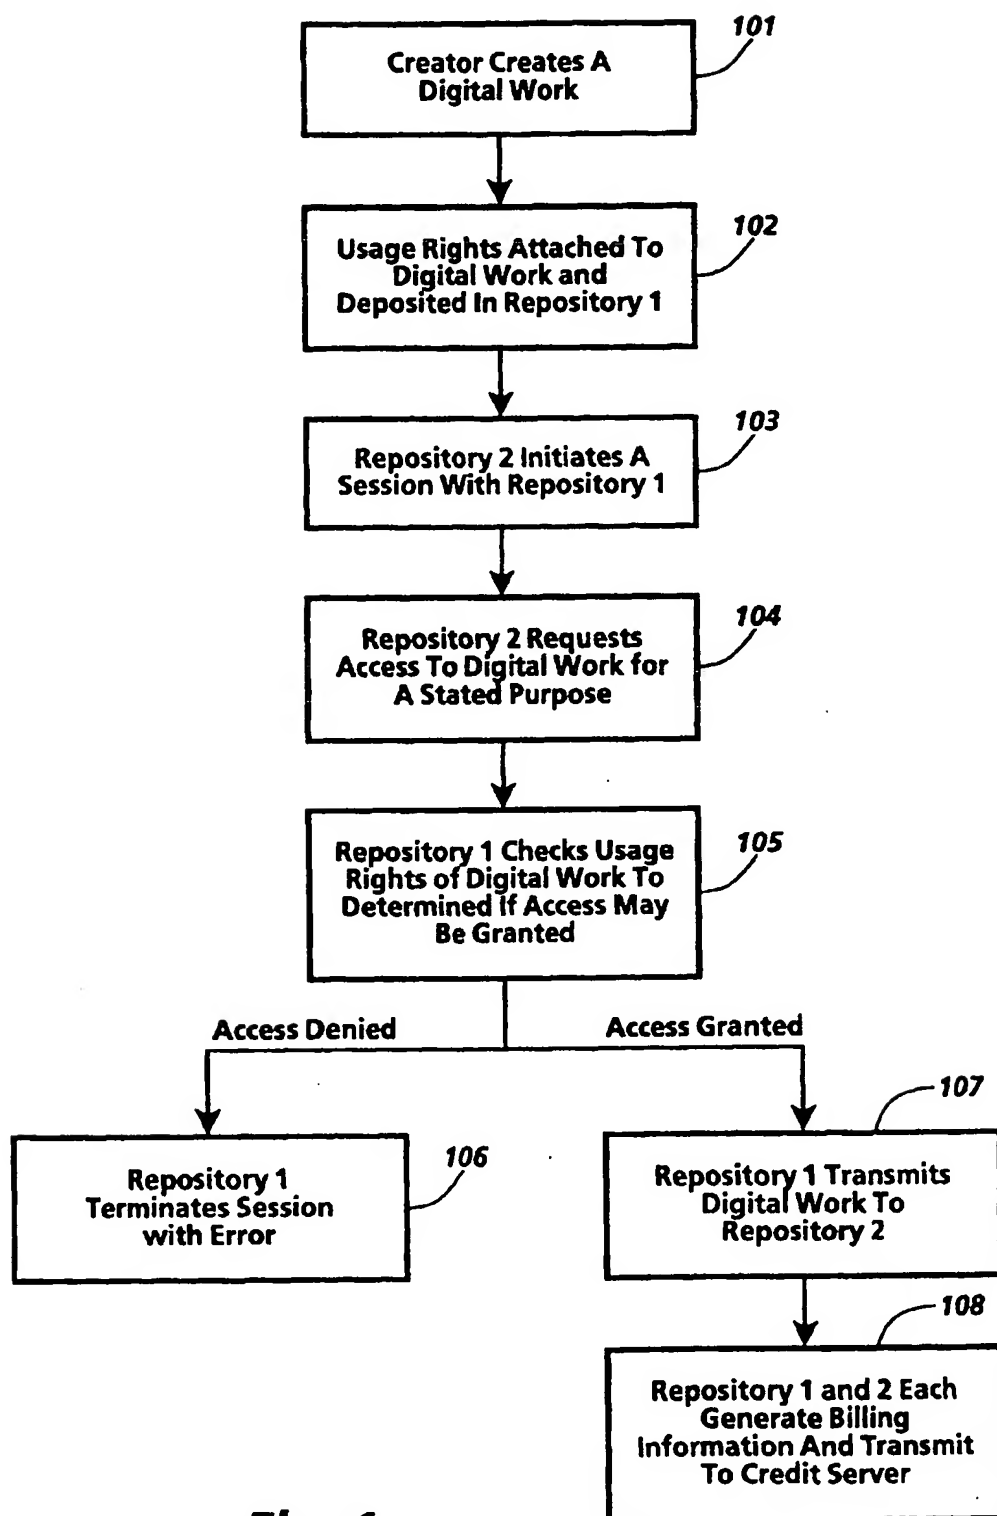 101
Creator Creates A
Digital Work
102
Usage Rights Attached To
Digital Work and
Deposited In Repository 1
103
Repository 2 Initiates A
Session With Repository 1
104
Repository 2 Requests
Access To Digital Work for
A Stated Purpose
105
Repository 1 Checks Usage
Rights of Digital Work To
Determined If Access May
Be Granted
Access Denied
Access Granted
106
Repository 1
Terminates Session
with Error
107
Repository 1 Transmits
Digital Work To
Repository 2
108
Repository 1 and 2 Each
Generate Billing
Information And Transmit
To Credit Server